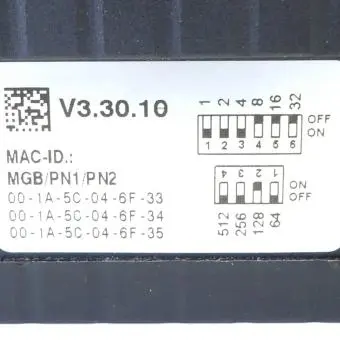 V3.30.10
MAC-ID.:
MGB/PN1/PN2
00-1A-5C-04-6F-33
00-1A-5C-04-6F-34
00-1A-5C-04-6F-35
1 2 4 8 16 32
OFF
ON
1 2 3 4 5 6
4 3 2 1
ON
OFF
512 256 128 64